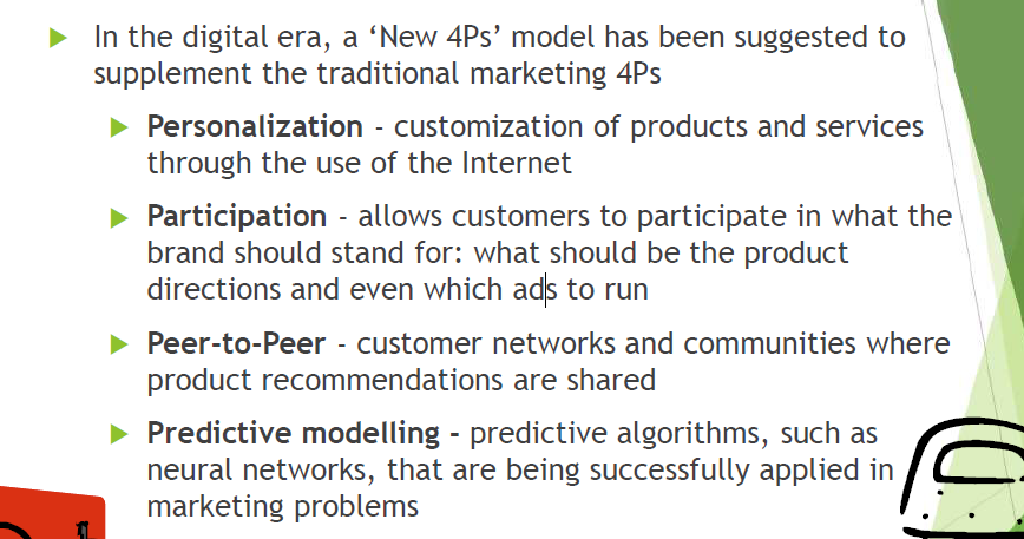 In the digital era, a ‘New 4Ps’ model has been suggested to
supplement the traditional marketing 4Ps
Personalization - customization of products and services
through the use of the Internet
Participation - allows customers to participate in what the
brand should stand for: what should be the product
directions and even which ads to run
Peer-to-Peer - customer networks and communities where
product recommendations are shared
Predictive modelling – predictive algorithms, such as
neural networks, that are being successfully applied in
marketing problems